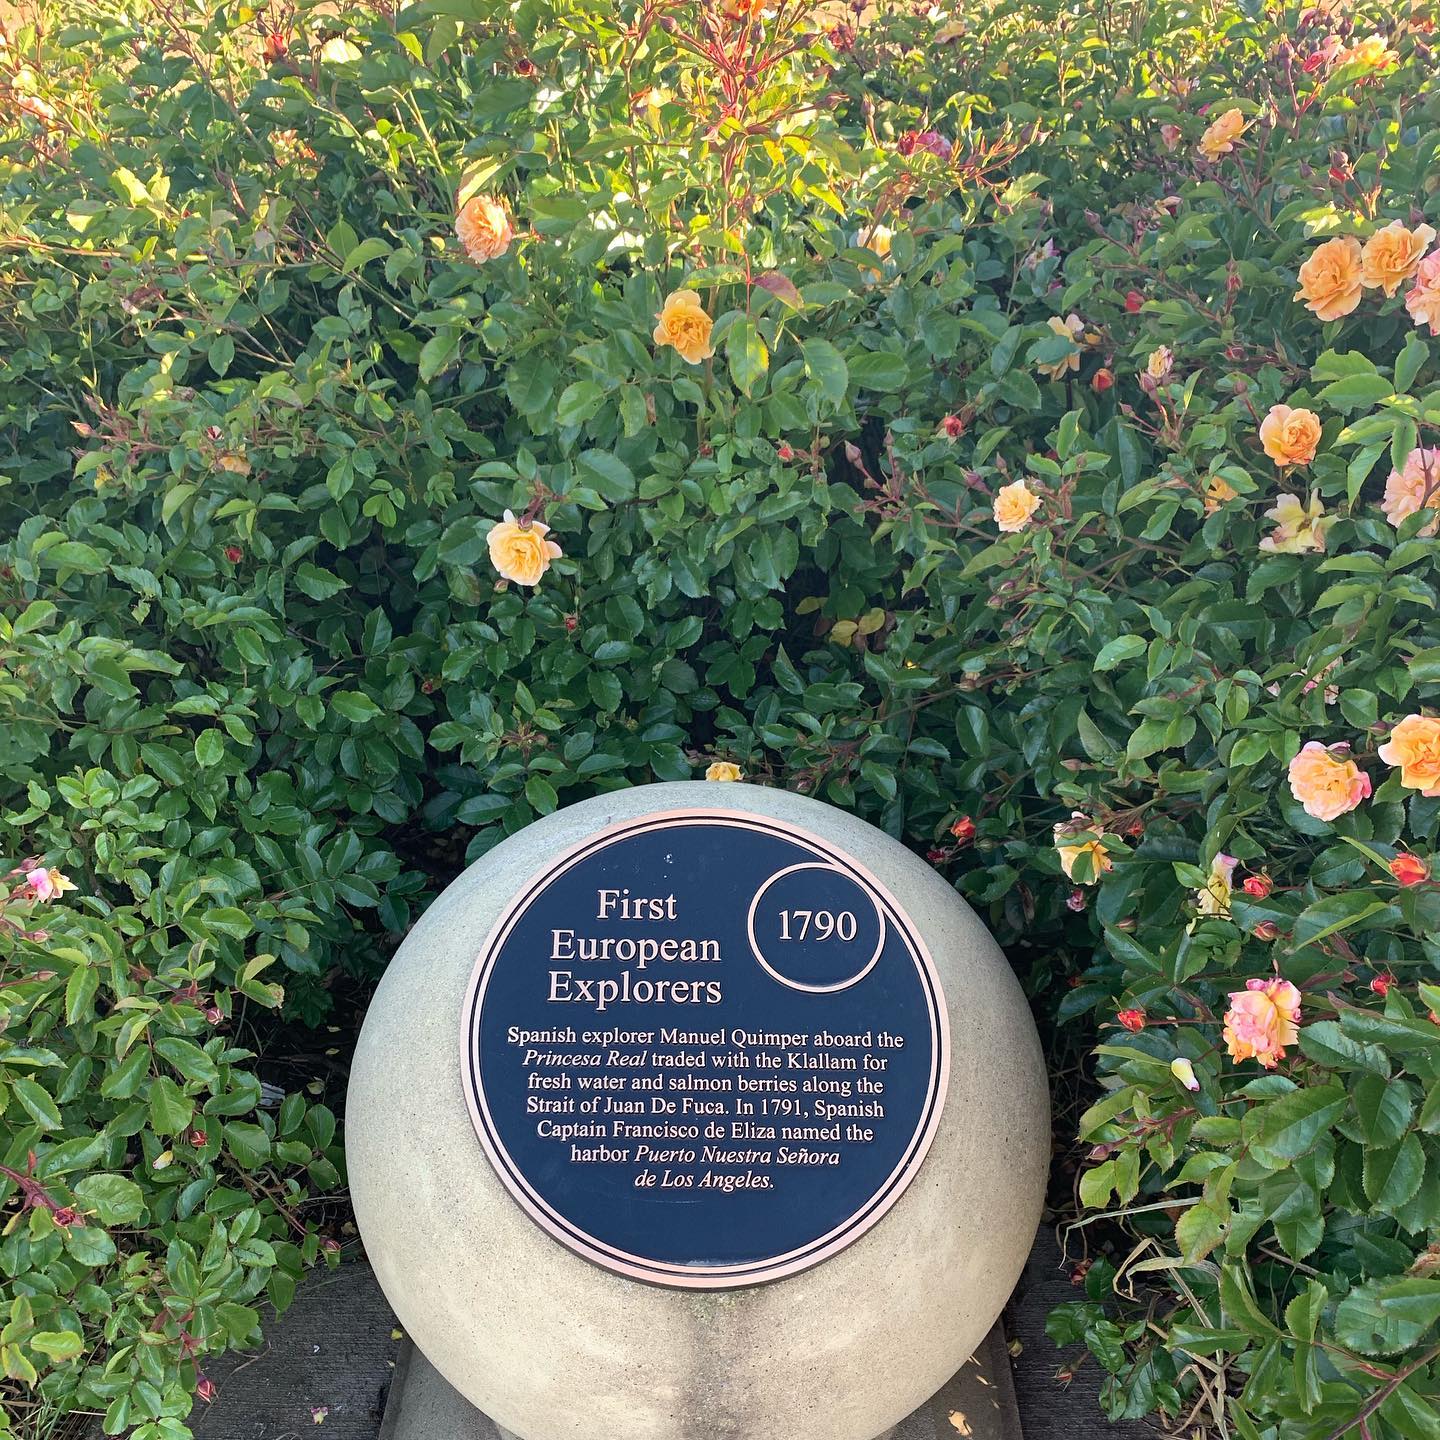 First
European
Explorers
1790
Spanish explorer Manuel Quimper aboard the
Princesa Real traded with the Klallam for
fresh water and salmon berries along the
Strait of Juan De Fuca. In 1791, Spanish
Captain Francisco de Eliza named the
harbor Puerto Nuestra Señora
de Los Angeles.